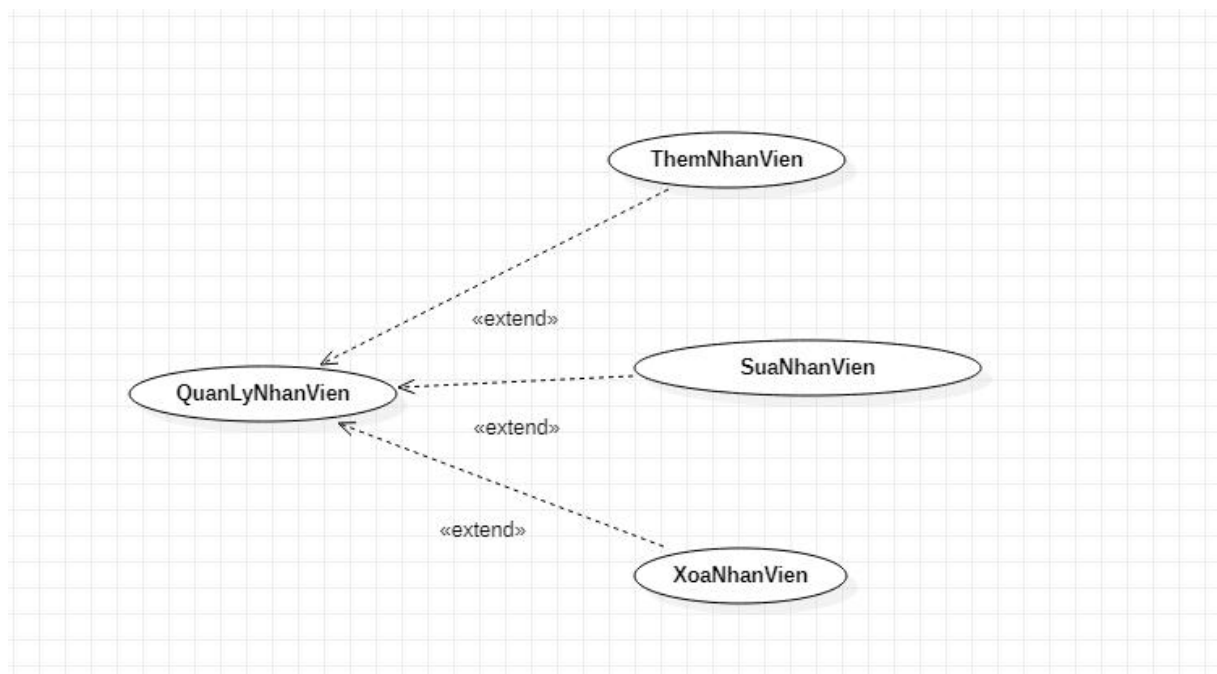 ThemNhanVien
«extend»
SuaNhanVien
QuanLyNhanVien
«extend»
«extend»
XoaNhanVien